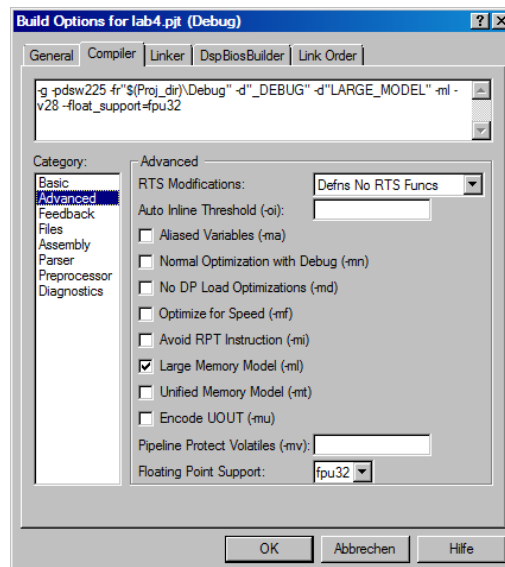 Build Options for lab4.pjt (Debug)
General Compiler Linker DspBiosBuilder Link Order
-g -pdsw225 -fr"$(Proj_dir)\Debug" -d"_DEBUG" -d"LARGE_MODEL" -ml -
v28 --float_support=fpu32
Category:
Basic
Advanced
Feedback
Files
Assembly
Parser
Preprocessor
Diagnostics
Advanced
RTS Modifications: Defns No RTS Funcs
Auto Inline Threshold (-oi):
Aliased Variables (-ma)
Normal Optimization with Debug (-mn)
No DP Load Optimizations (-md)
Optimize for Speed (-mf)
Avoid RPT Instruction (-mi)
Large Memory Model (-ml)
Unified Memory Model (-mt)
Encode UOUT (-mu)
Pipeline Protect Volatiles (-mv):
Floating Point Support: fpu32
OK Abbrechen Hilfe